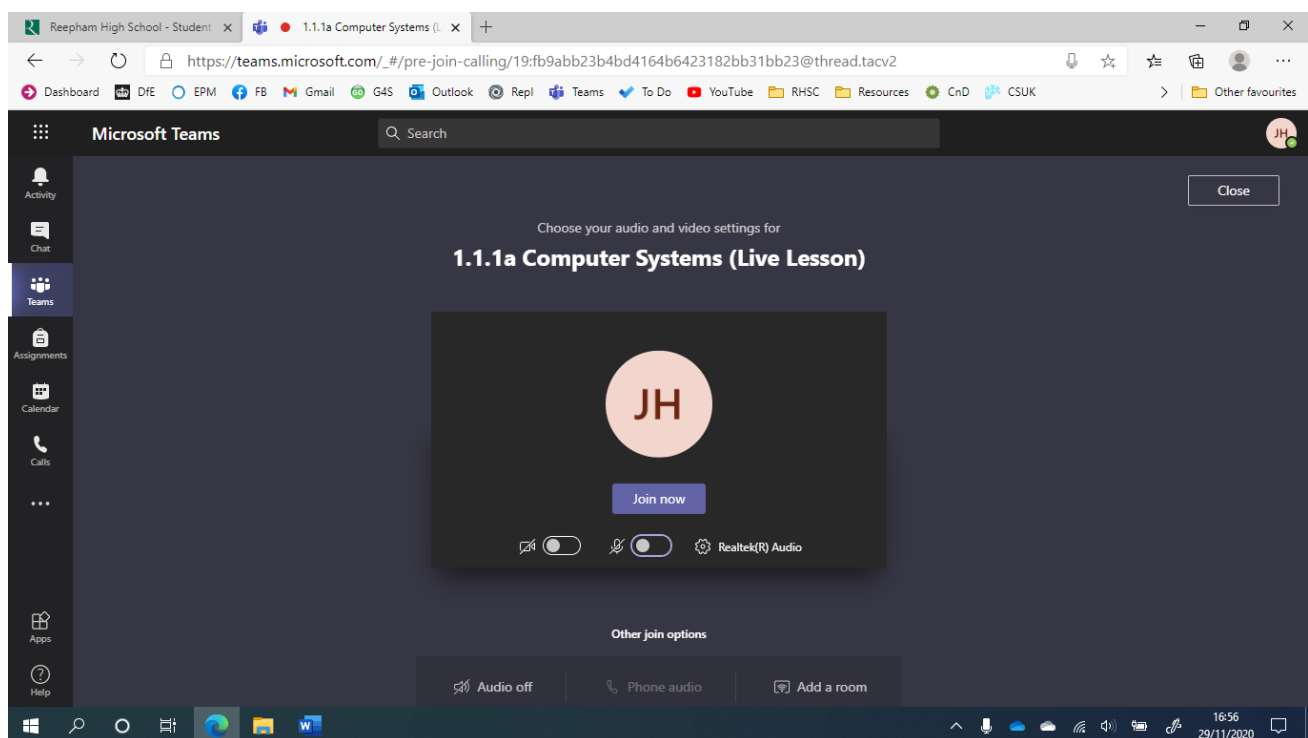 Reepham High School - Student
1.1.1a Computer Systems (L
https://teams.microsoft.com/_#/pre-join-calling/19:fb9abb23b4bd4164b6423182bb31bb23@thread.tacv2
Dashboard DfE EPM FB Gmail G4S Outlook Repl Teams To Do YouTube RHSC Resources CnD CSUK Other favourites
Microsoft Teams
Search
JH
Activity
Chat
Teams
Assignments
Calendar
Calls
Apps
Help
Close
Choose your audio and video settings for
1.1.1a Computer Systems (Live Lesson)
JH
Join now
Realtek(R) Audio
Other join options
Audio off
Phone audio
Add a room
16:56
29/11/2020